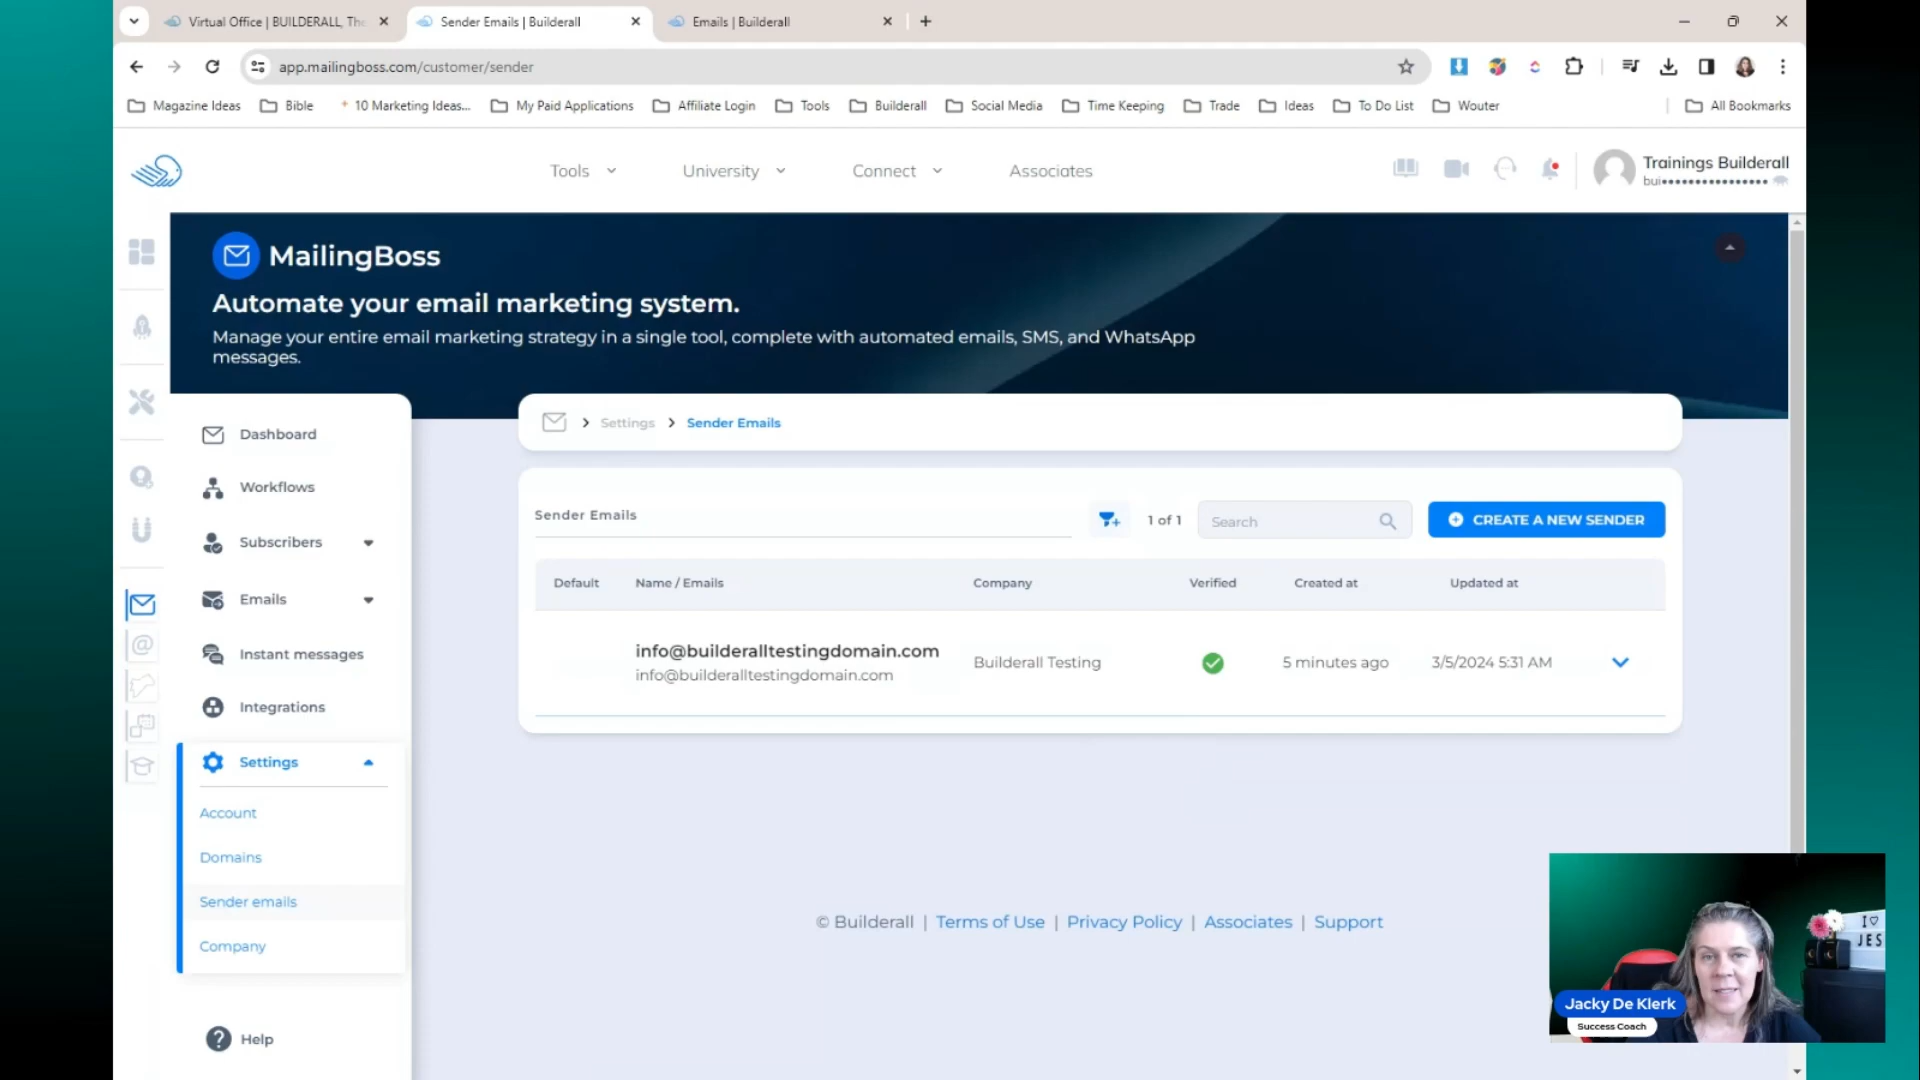 Virtual Office | BUILDERALL, The
Sender Emails | Builderall
Emails | Builderall
app.mailingboss.com/customer/sender
Magazine Ideas
Bible
10 Marketing Ideas...
My Paid Applications
Affiliate Login
Tools
Builderall
Social Media
Time Keeping
Trade
Ideas
To Do List
Wouter
All Bookmarks
Tools
University
Connect
Associates
Trainings Builderall
bui••••••••••••••••
MailingBoss
Automate your email marketing system.
Manage your entire email marketing strategy in a single tool, complete with automated emails, SMS, and WhatsApp
messages.
Dashboard
Workflows
Subscribers
Emails
Instant messages
Integrations
Settings
Account
Domains
Sender emails
Company
Help
Settings
Sender Emails
Sender Emails
1 of 1
Search
CREATE A NEW SENDER
Default
Name / Emails
Company
Verified
Created at
Updated at
info@builderalltestingdomain.com
info@builderalltestingdomain.com
Builderall Testing
5 minutes ago
3/5/2024 5:31 AM
© Builderall | Terms of Use | Privacy Policy | Associates | Support
I ♡
JES
Jacky De Klerk
Success Coach